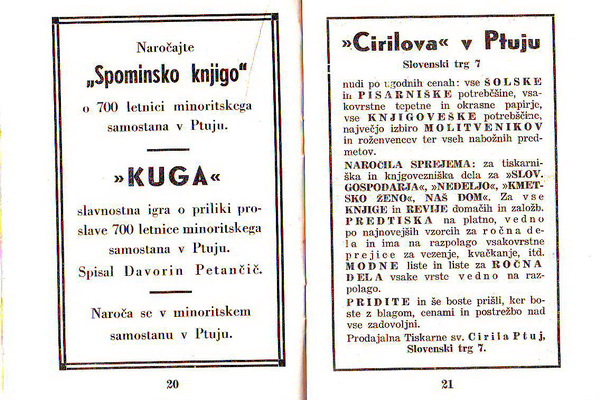 Naročajte
„Spominsko knjigo“
o 700 letnici minoritskega
samostana v Ptuju.
»KUGA«
slavnostna igra o priliki pro-
slave 700 letnice minoritskega
samostana v Ptuju.
Spisal Davorin Petančič.
Naroča se v minoritskem
samostanu v Ptuju.
20
»Cirilova« v Ptuju
Slovenski trg 7
nudi po ugodnih cenah: vse ŠOLSKE
in PISARNIŠKE potrebščine, vsa-
kovrstne tepetne in okrasne papirje,
vse KNJIGOVEŠKE potrebščine,
največjo izbiro MOLITVENIKOV
in roženvencev ter vseh nabožnih pred-
metov.
NAROČILA SPREJEMA: za tiskarni-
ška in knjigovezniška dela za »SLOV.
GOSPODARJA«, »NEDELJO«, »KMET-
SKO ŽENO«, NAŠ DOM«. Za vse
KNJIGE in REVIJE domačih in založb.
PREDTISKA na platno, vedno
po najnovejših vzorcih za ročna de-
la in ima na razpolago vsakovrstne
prejice za vezenje, kvačkanje, itd.
MODNE liste in liste za ROČNA
DELA vsake vrste vedno na raz-
polago.
PRIDITE in še boste prišli, ker bo-
ste z blagom, cenami in postrežbo nad
vse zadovoljni.
Prodajalna Tiskarne sv. Cirila Ptuj,
Slovenski trg 7.
21